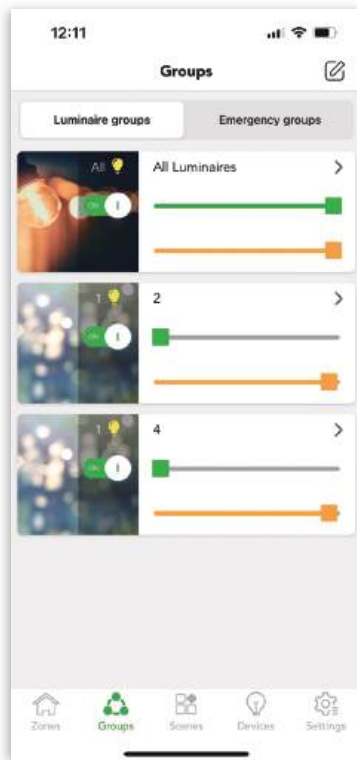 12:11
Groups
Luminaire groups
Emergency groups
All
ON
All Luminaires
1
ON
2
1
ON
4
Zones
Groups
Scenes
Devices
Settings